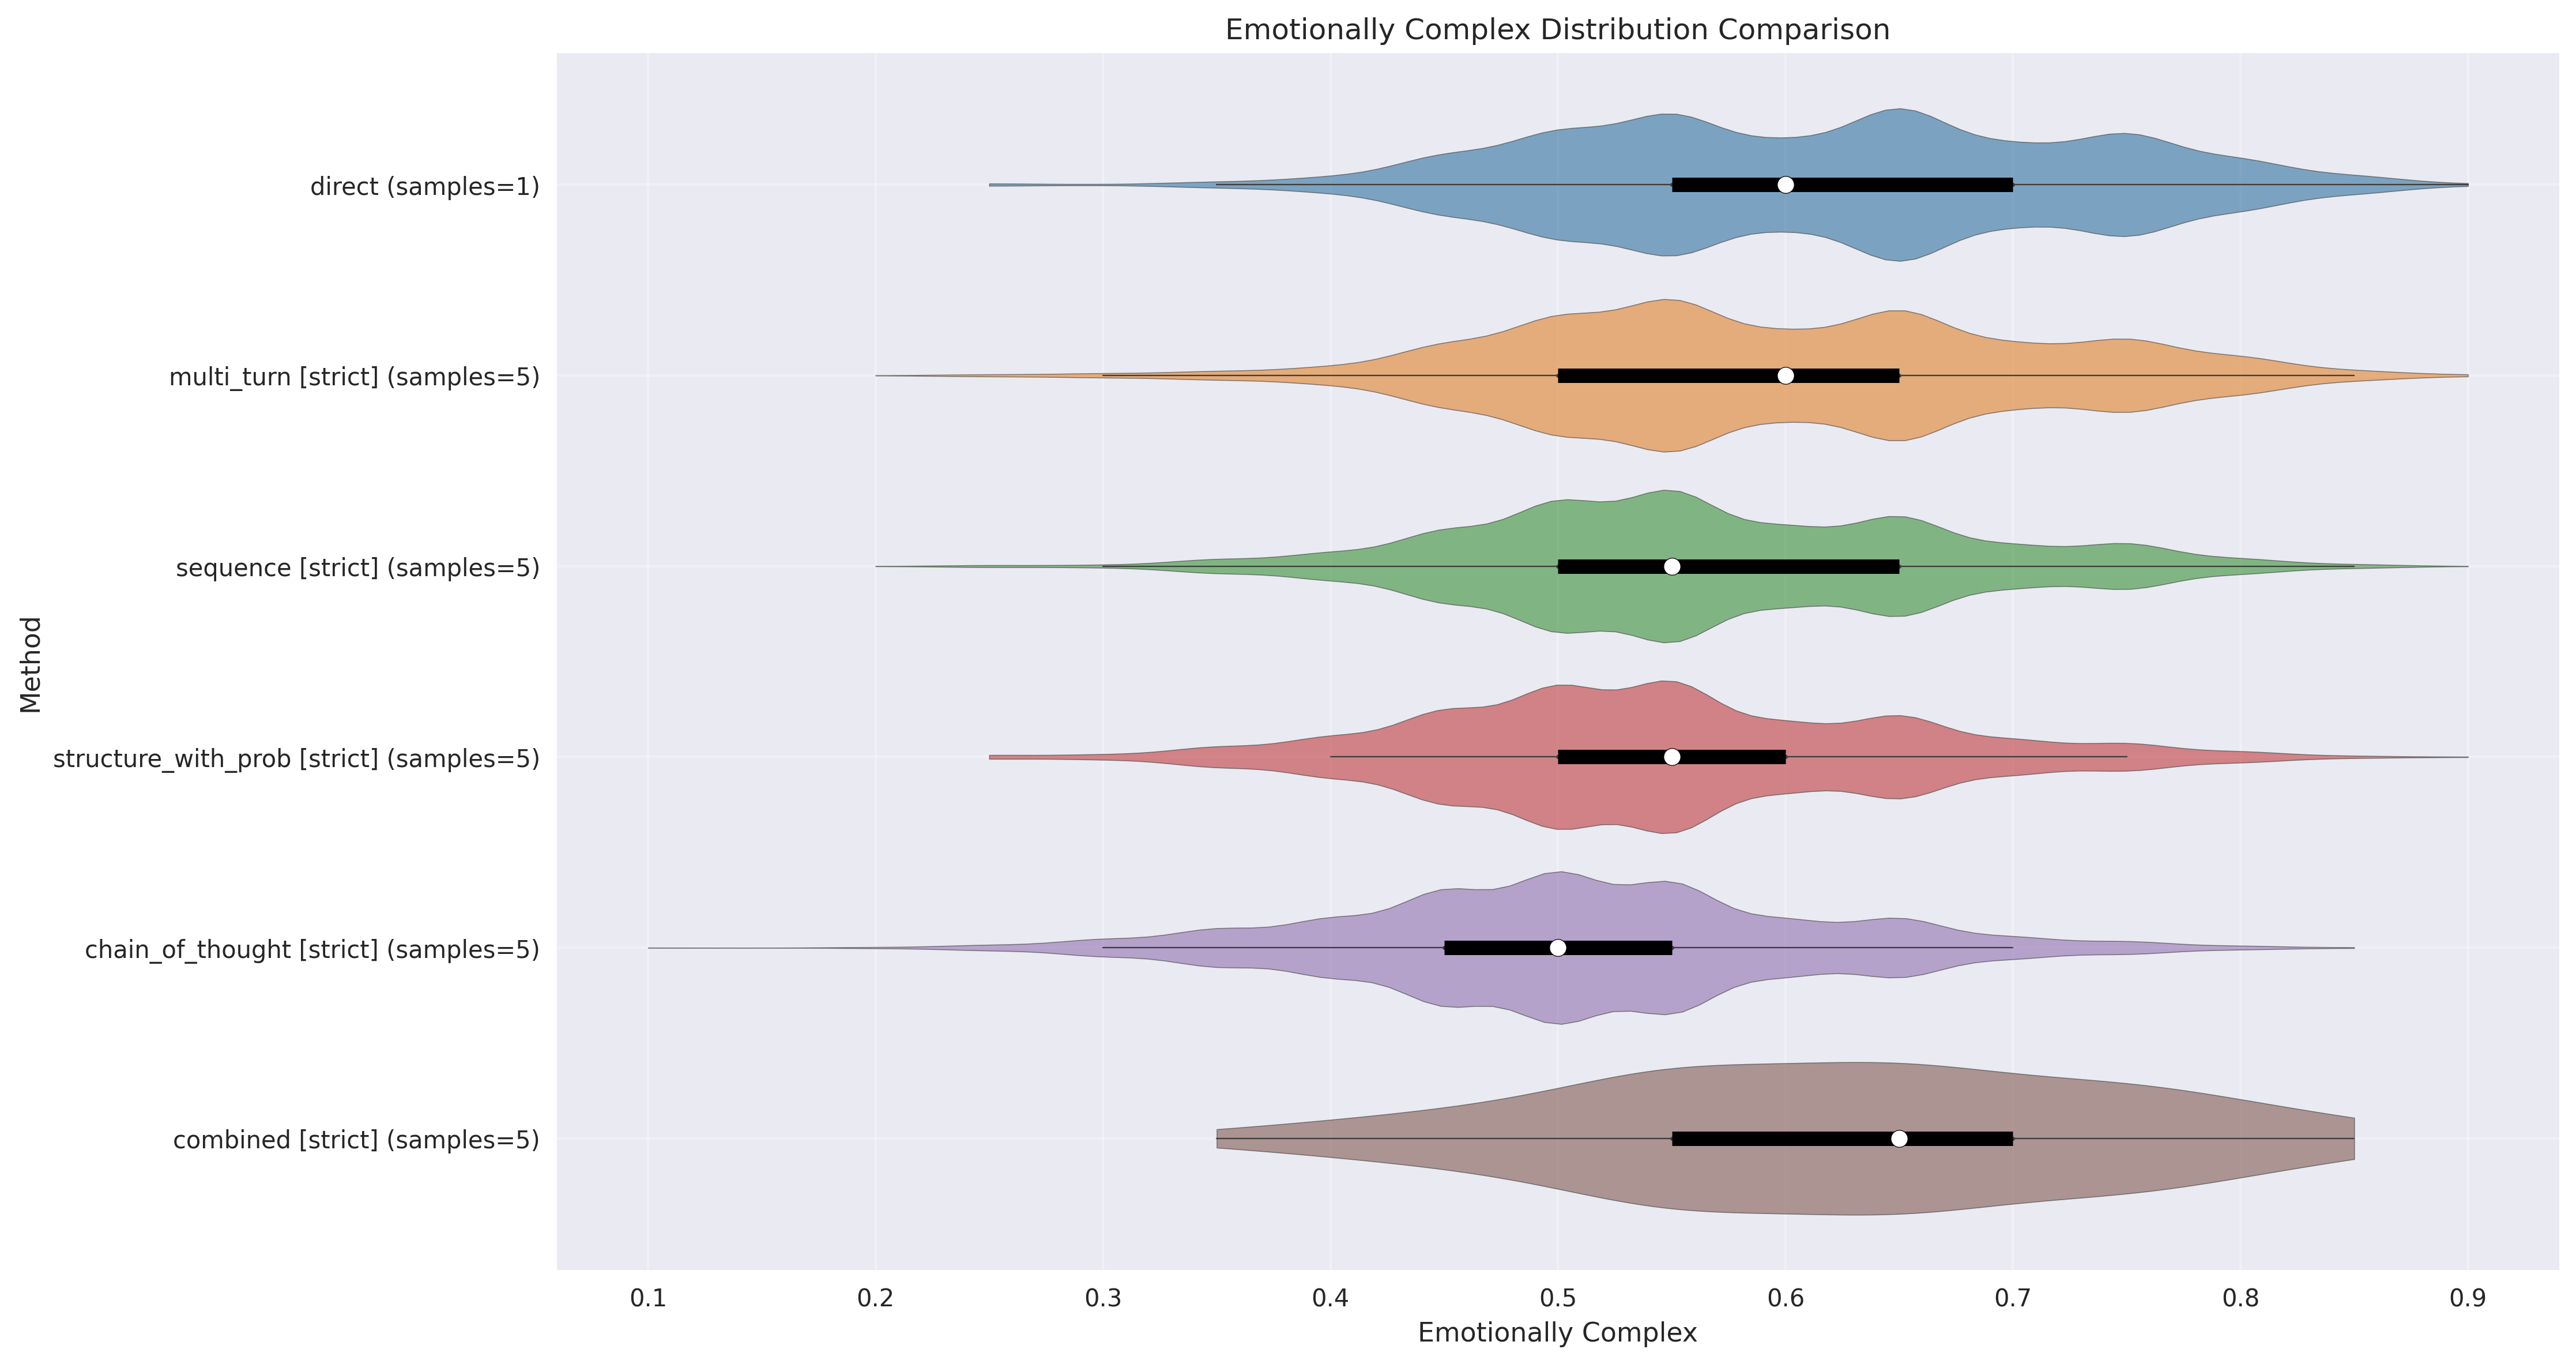 Emotionally Complex Distribution Comparison
Method
direct (samples=1)
multi_turn [strict] (samples=5)
sequence [strict] (samples=5)
structure_with_prob [strict] (samples=5)
chain_of_thought [strict] (samples=5)
combined [strict] (samples=5)
0.1 0.2 0.3 0.4 0.5 0.6 0.7 0.8 0.9
Emotionally Complex